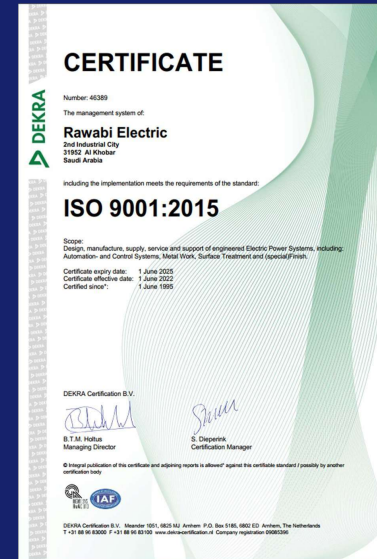 DEKRA
CERTIFICATE
Number: 46389
The management system of:
Rawabi Electric
2nd Industrial City
31952 Al Khobar
Saudi Arabia
including the implementation meets the requirements of the standard:
ISO 9001:2015
Scope:
Design, manufacture, supply, service and support of engineered Electric Power Systems, including;
Automation- and Control Systems, Metal Work, Surface Treatment and (special)Finish.
Certificate expiry date: 1 June 2025
Certificate effective date: 1 June 2022
Certified since*: 1 June 1995
DEKRA Certification B.V.
B.T.M. Holtus
Managing Director
S. Dieperink
Certification Manager
© Integral publication of this certificate and adjoining reports is allowed* against this certifiable standard / possibly by another
certification body
IAF
DEKRA Certification B.V. Meander 1051, 6825 MJ Arnhem P.O. Box 5185, 6802 ED Arnhem, The Netherlands
T +31 88 96 83000 F +31 88 96 83100 www.dekra-certification.nl Company registration 09085396